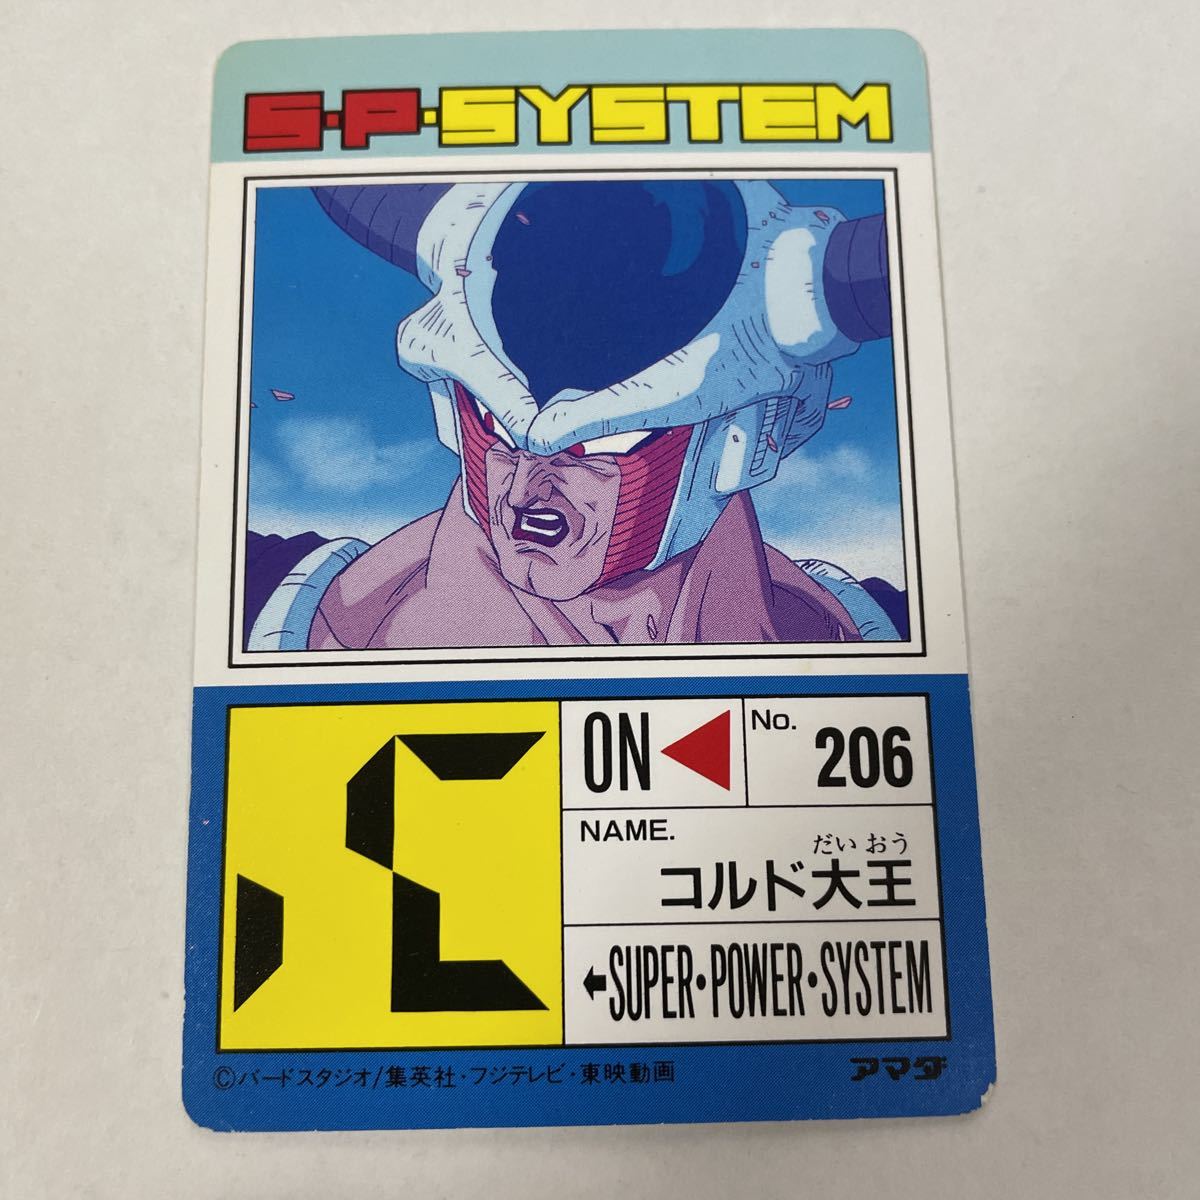 S・P・SYSTEM
ON
No. 206
NAME.
だい おう
コルド大王
SUPER・POWER・SYSTEM
©バードスタジオ/集英社・フジテレビ・東映動画
アマダ